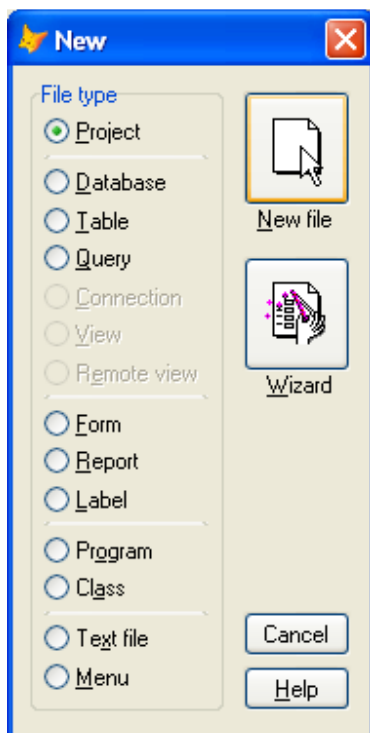 New
File type
Project
Database
Table
Query
Connection
View
Remote view
Form
Report
Label
Program
Class
Text file
Menu
New file
Wizard
Cancel
Help